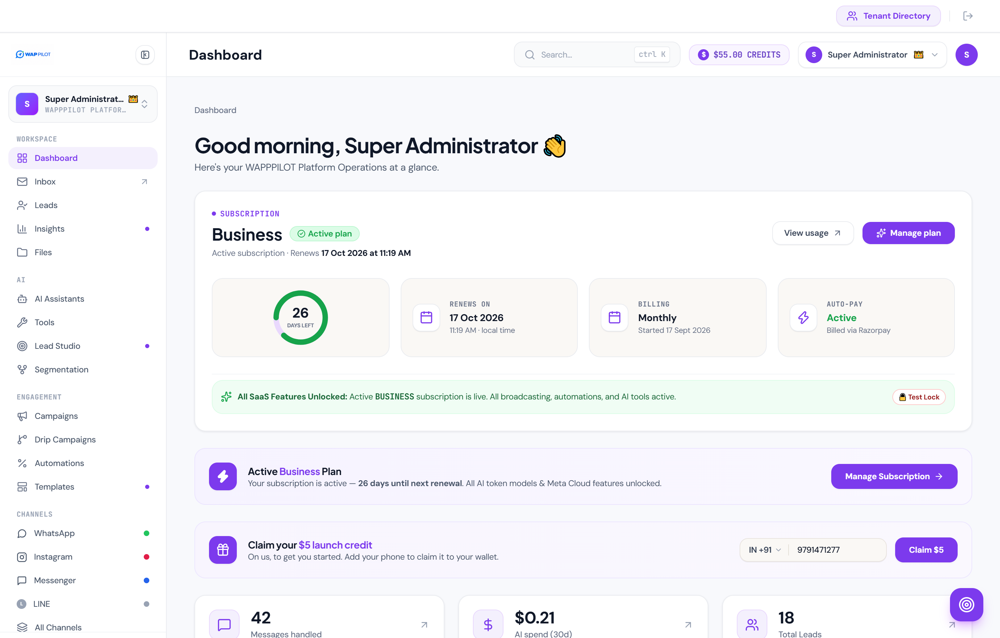 Tenant Directory
WAP PILOT
Dashboard
Search...
ctrl K
$ $55.00 CREDITS
S
Super Administrator
S
S
Super Administrat...
WAPPPILOT PLATFOR...
WORKSPACE
Dashboard
Inbox
Leads
Insights
Files
AI
AI Assistants
Tools
Lead Studio
Segmentation
ENGAGEMENT
Campaigns
Drip Campaigns
Automations
Templates
CHANNELS
WhatsApp
Instagram
Messenger
L LINE
All Channels
Dashboard
Good morning, Super Administrator 👋
Here's your WAPPPILOT Platform Operations at a glance.
SUBSCRIPTION
Business
Active plan
Active subscription · Renews 17 Oct 2026 at 11:19 AM
View usage
Manage plan
26
DAYS LEFT
RENEWS ON
17 Oct 2026
11:19 AM · local time
BILLING
Monthly
Started 17 Sept 2026
AUTO-PAY
Active
Billed via Razorpay
All SaaS Features Unlocked: Active BUSINESS subscription is live. All broadcasting, automations, and AI tools active.
Test Lock
Active Business Plan
Your subscription is active — 26 days until next renewal. All AI token models & Meta Cloud features unlocked.
Manage Subscription
Claim your $5 launch credit
On us, to get you started. Add your phone to claim it to your wallet.
IN +91
9791471277
Claim $5
42
Messages handled
$0.21
AI spend (30d)
18
Total Leads